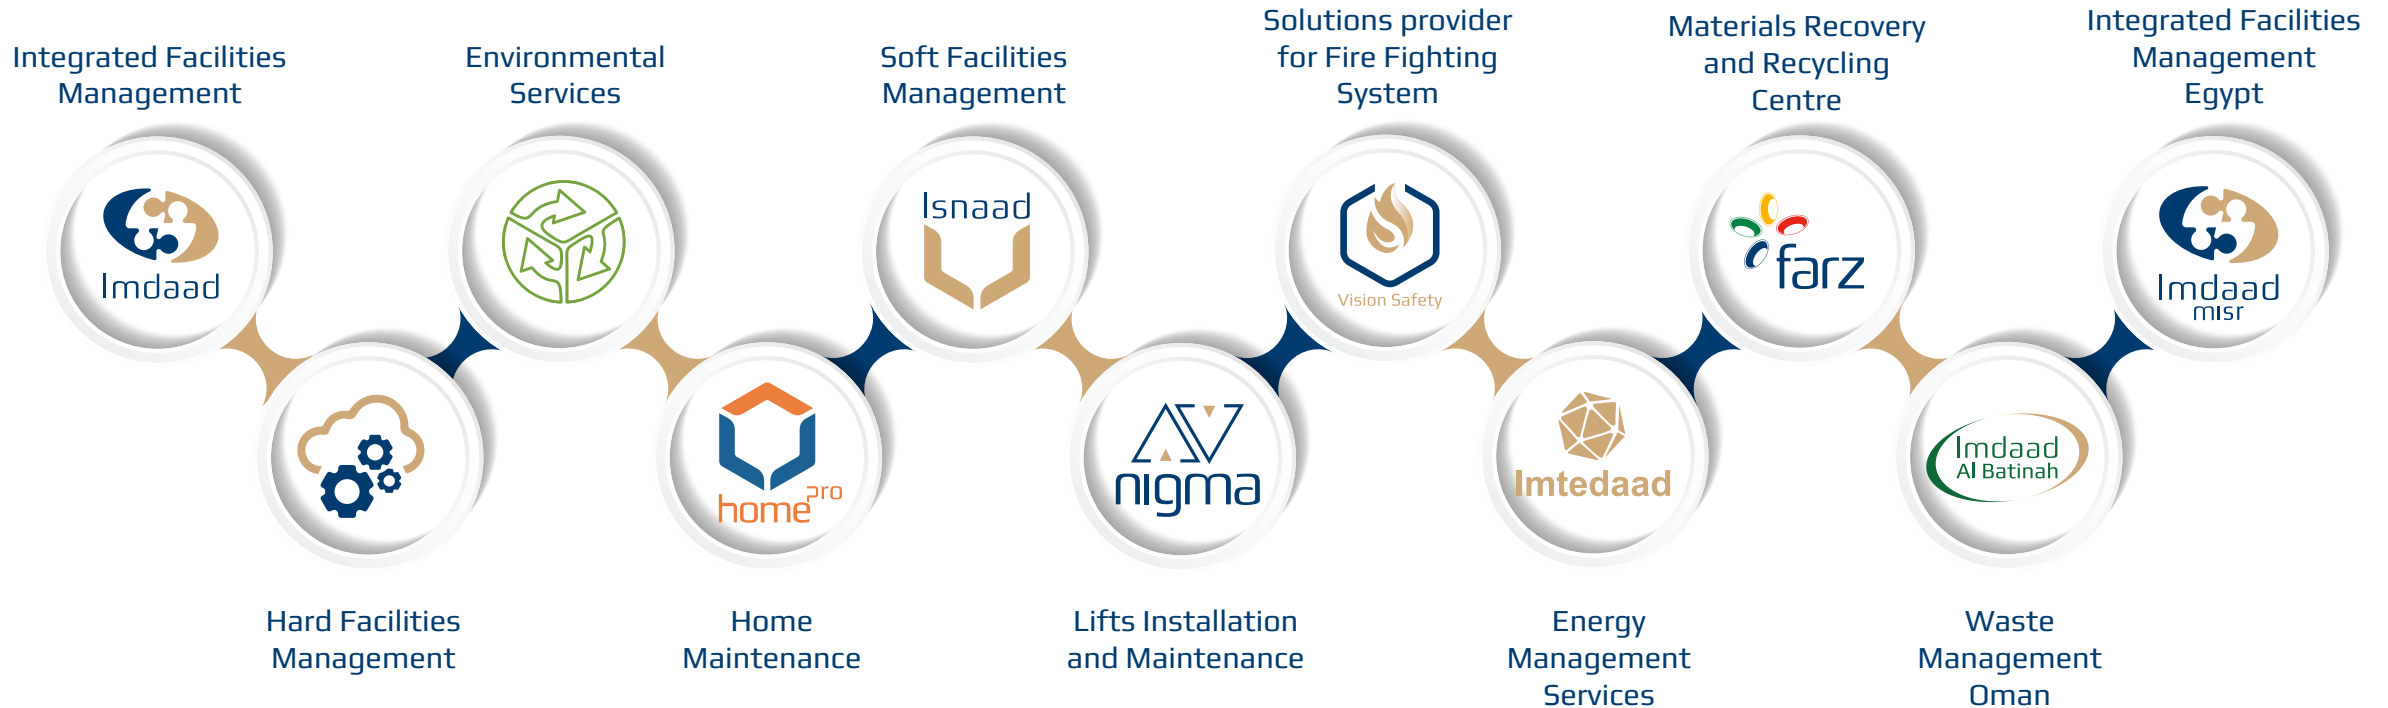 Integrated Facilities
Management
Imdaad
Hard Facilities
Management
Environmental
Services
home pro
Home
Maintenance
Soft Facilities
Management
Isnaad
nigma
Lifts Installation
and Maintenance
Solutions provider
for Fire Fighting
System
Vision Safety
Imtedaad
Energy
Management
Services
Materials Recovery
and Recycling
Centre
farz
Imdaad
Al Batinah
Waste
Management
Oman
Integrated Facilities
Management
Egypt
Imdaad
misr